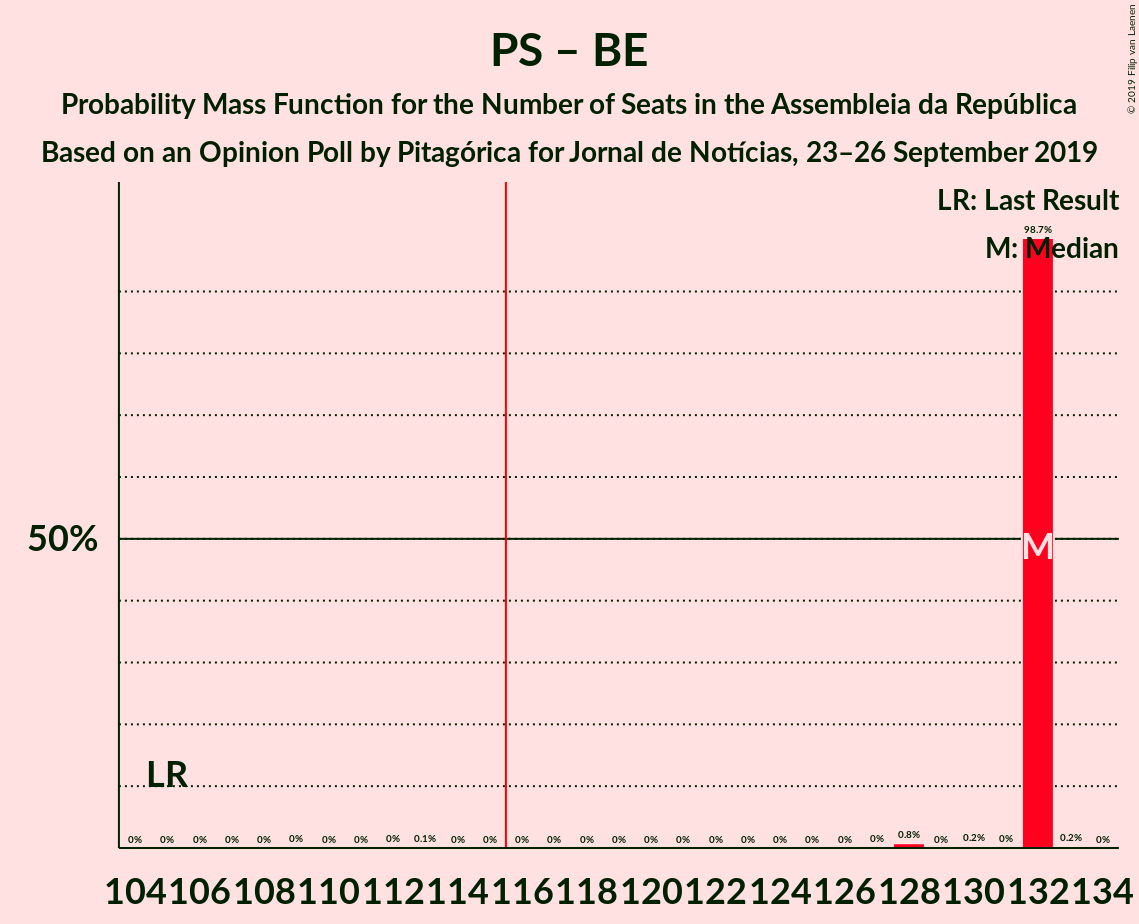 PS – BE
Probability Mass Function for the Number of Seats in the Assembleia da República
Based on an Opinion Poll by Pitagórica for Jornal de Notícias, 23–26 September 2019
© 2019 Filip van Laenen
LR: Last Result
98.7%
M: Median
50%
M
LR
0% 0% 0% 0% 0% 0% 0% 0% 0% 0.1% 0% 0% 0% 0% 0% 0% 0% 0% 0% 0% 0% 0% 0% 0% 0.8% 0% 0.2% 0% 0.2% 0%
104 106 108 110 112 114 116 118 120 122 124 126 128 130 132 134